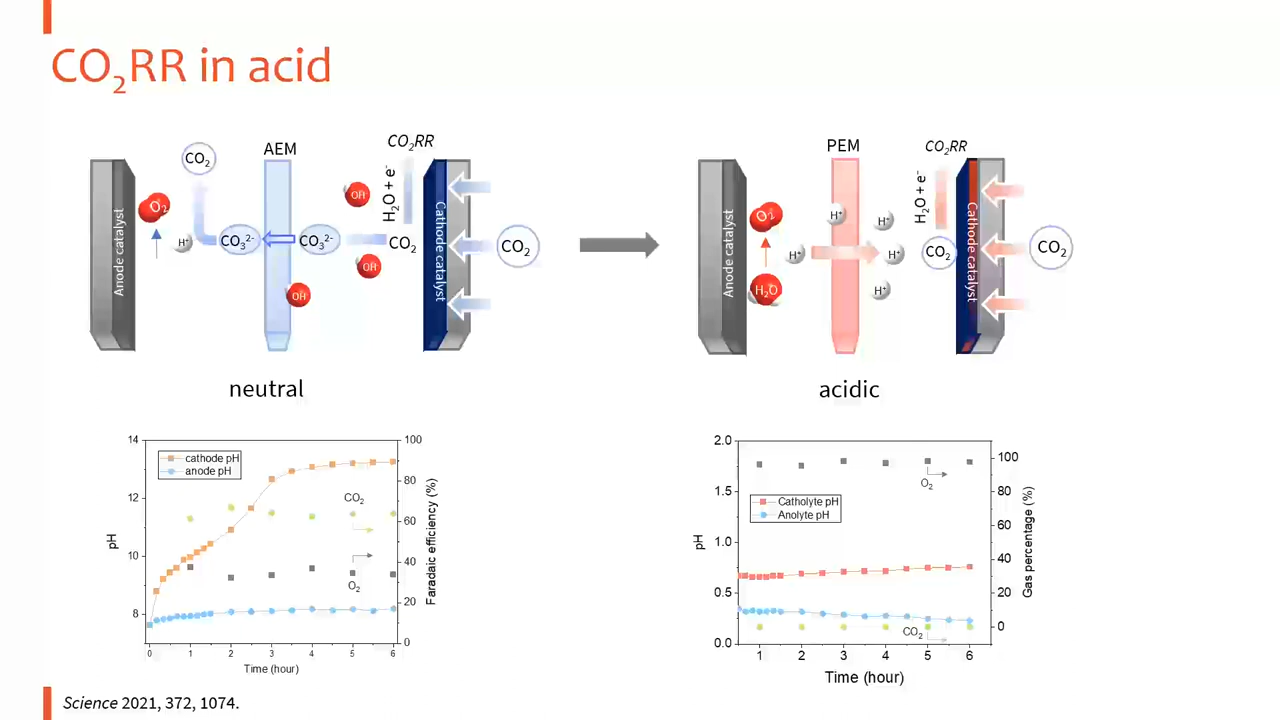 CO₂RR in acid
CO₂
AEM
CO₂RR
O₂
H⁺
CO₃²⁻
CO₃²⁻
OH
OH
OH
H₂O + e⁻
CO₂
Anode catalyst
Cathode catalyst
CO₂
neutral
PEM
CO₂RR
O₂
H₂O
H⁺
H⁺
H⁺
H⁺
H⁺
H₂O + e⁻
CO₂
Anode catalyst
Cathode catalyst
CO₂
acidic
14
12
10
8
pH
cathode pH
anode pH
CO₂
O₂
100
80
60
40
20
0
Faradaic efficiency (%)
0 1 2 3 4 5 6
Time (hour)
2.0
1.5
1.0
0.5
0.0
pH
O₂
Catholyte pH
Anolyte pH
CO₂
100
80
60
40
20
0
Gas percentage (%)
1 2 3 4 5 6
Time (hour)
Science 2021, 372, 1074.